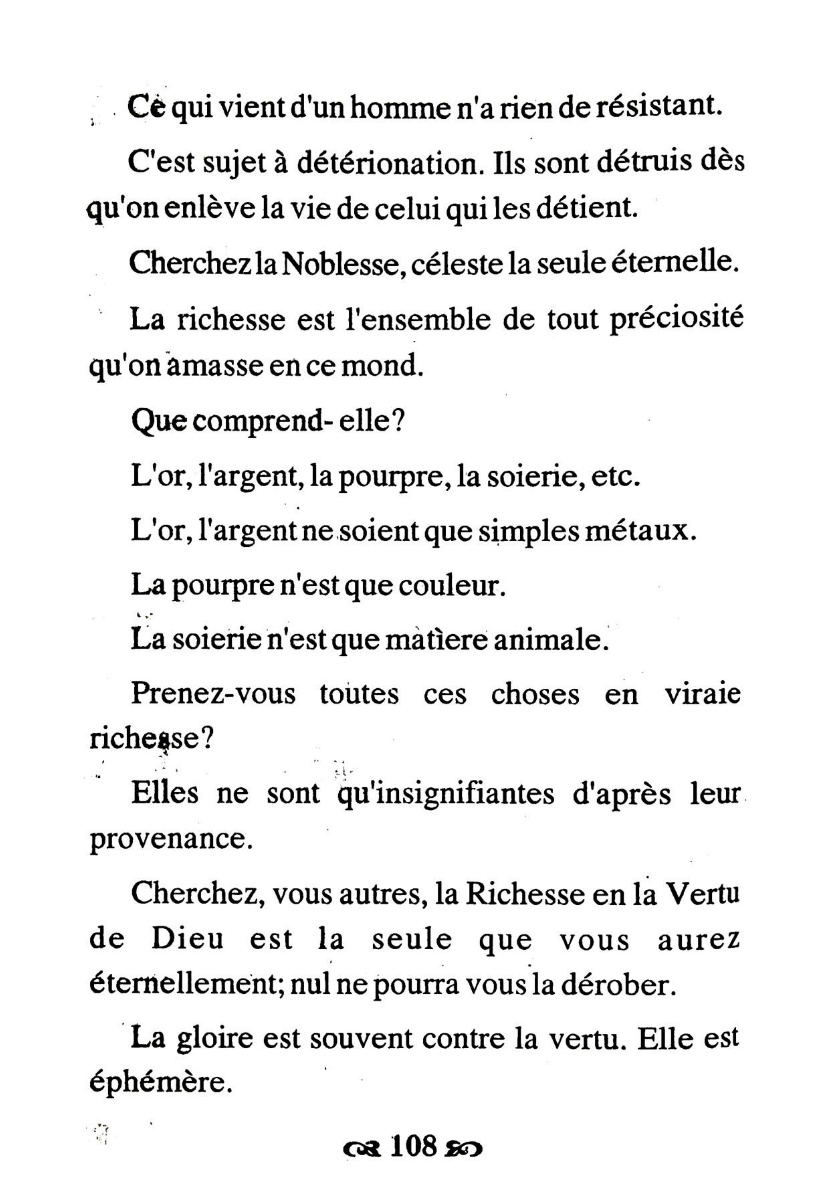 Ce qui vient d'un homme n'a rien de résistant.
C'est sujet à détérionation. Ils sont détruis dès
qu'on enlève la vie de celui qui les détient.
Cherchez la Noblesse, céleste la seule éternelle.
La richesse est l'ensemble de tout préciosité
qu'on amasse en ce mond.
Que comprend- elle?
L'or, l'argent, la pourpre, la soierie, etc.
L'or, l'argent ne soient que simples métaux.
La pourpre n'est que couleur.
La soierie n'est que matìere animale.
Prenez-vous toutes ces choses en viraie
richesse?
Elles ne sont qu'insignifiantes d'après leur
provenance.
Cherchez, vous autres, la Richesse en la Vertu
de Dieu est la seule que vous aurez
éternellement; nul ne pourra vous la dérober.
La gloire est souvent contre la vertu. Elle est
éphémère.
108